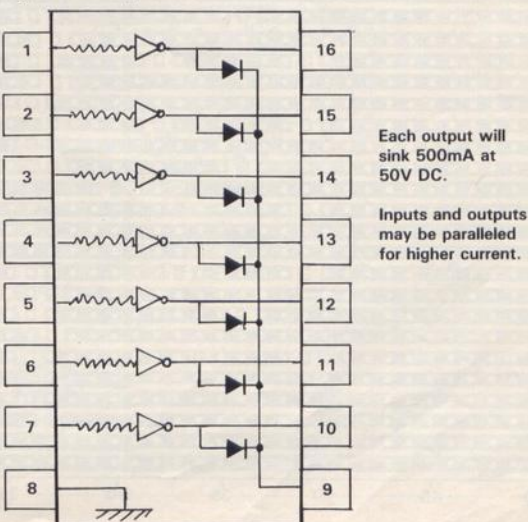 1
16
2
15
3
14
4
13
5
12
6
11
7
10
8
9
Each output will
sink 500mA at
50V DC.
Inputs and outputs
may be paralleled
for higher current.